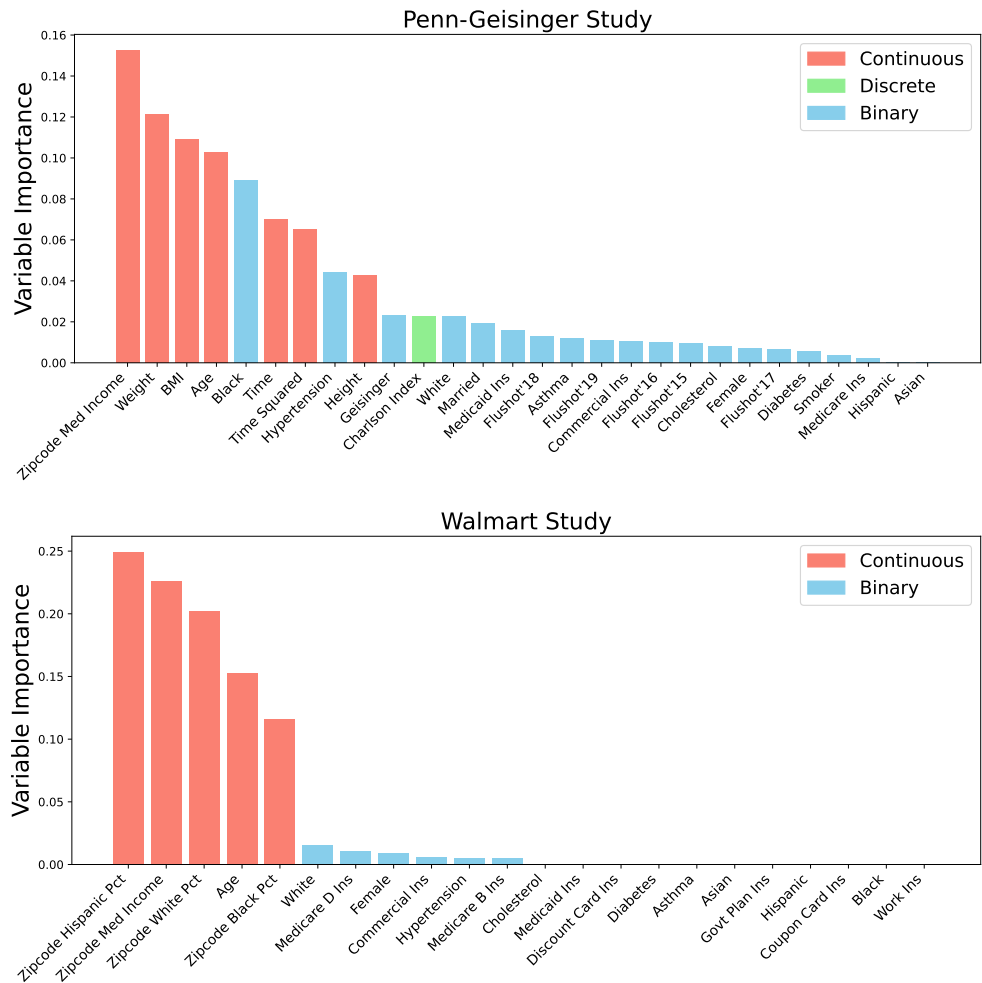 Penn-Geisinger Study
Variable Importance
0.16
0.14
0.12
0.10
0.08
0.06
0.04
0.02
0.00
Continuous
Discrete
Binary
Zipcode Med Income
Weight
BMI
Age
Black
Time
Time Squared
Hypertension
Height
Geisinger
Charlson Index
White
Married
Medicaid Ins
Flushot'18
Asthma
Flushot'19
Commercial Ins
Flushot'16
Flushot'15
Cholesterol
Female
Flushot'17
Diabetes
Smoker
Medicare Ins
Hispanic
Asian
Walmart Study
Variable Importance
0.25
0.20
0.15
0.10
0.05
0.00
Continuous
Binary
Zipcode Hispanic Pct
Zipcode Med Income
Zipcode White Pct
Age
Zipcode Black Pct
White
Medicare D Ins
Female
Commercial Ins
Hypertension
Medicare B Ins
Cholesterol
Medicaid Ins
Discount Card Ins
Diabetes
Asthma
Asian
Govt Plan Ins
Hispanic
Coupon Card Ins
Black
Work Ins